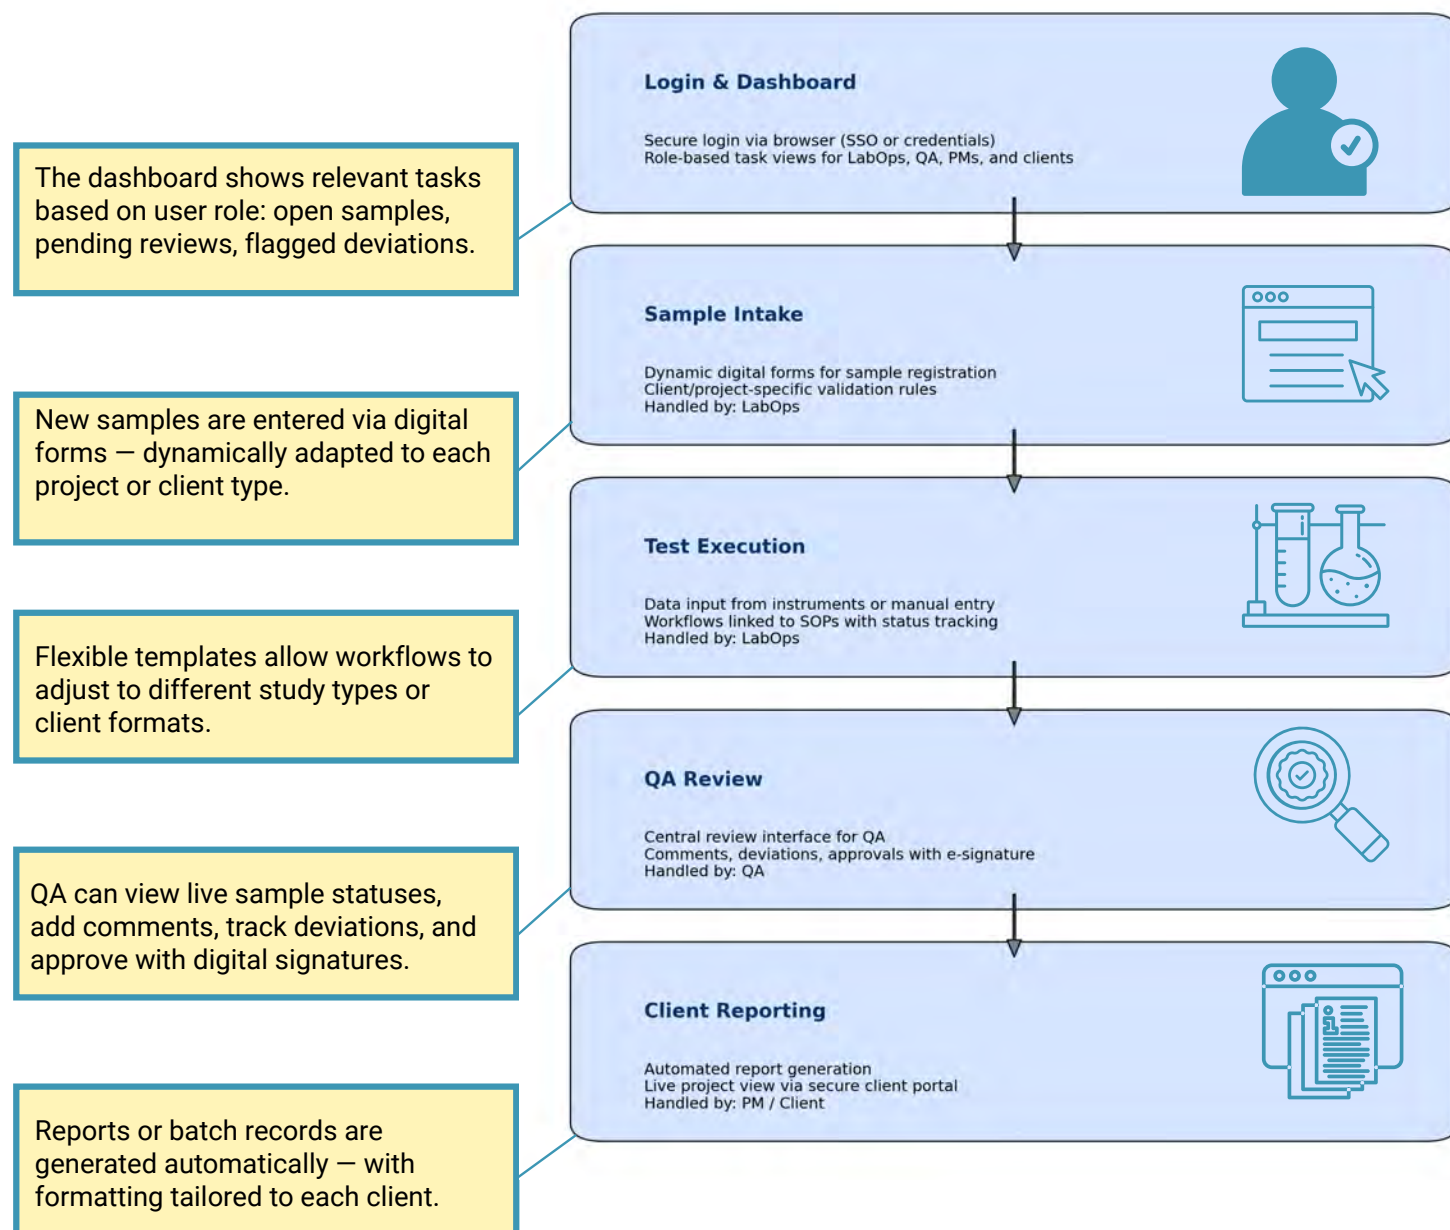 Login & Dashboard
Secure login via browser (SSO or credentials)
Role-based task views for LabOps, QA, PMs, and clients
The dashboard shows relevant tasks
based on user role: open samples,
pending reviews, flagged deviations.
Sample Intake
Dynamic digital forms for sample registration
Client/project-specific validation rules
Handled by: LabOps
New samples are entered via digital
forms — dynamically adapted to each
project or client type.
Test Execution
Data input from instruments or manual entry
Workflows linked to SOPs with status tracking
Handled by: LabOps
Flexible templates allow workflows to
adjust to different study types or
client formats.
QA Review
Central review interface for QA
Comments, deviations, approvals with e-signature
Handled by: QA
QA can view live sample statuses,
add comments, track deviations, and
approve with digital signatures.
Client Reporting
Automated report generation
Live project view via secure client portal
Handled by: PM / Client
Reports or batch records are
generated automatically — with
formatting tailored to each client.